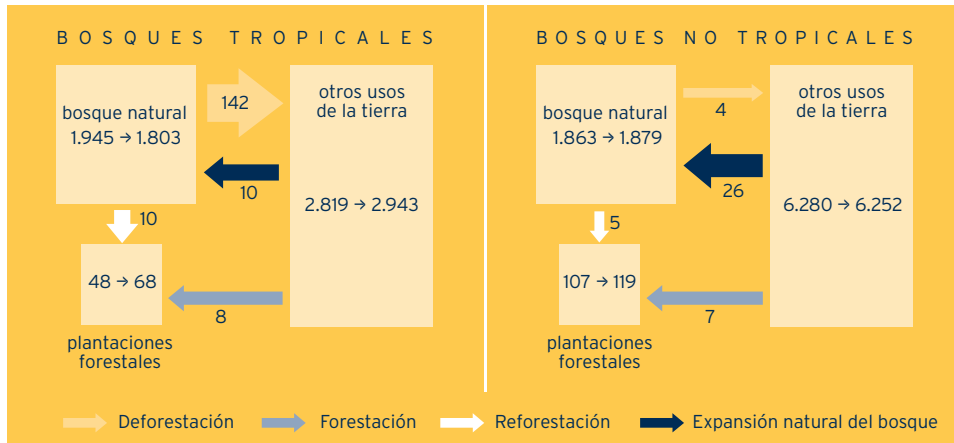 BOSQUES TROPICALES
bosque natural
1.945 → 1.803
142
10
otros usos
de la tierra
2.819 → 2.943
10
48 → 68
8
plantaciones
forestales
BOSQUES NO TROPICALES
bosque natural
1.863 → 1.879
4
26
otros usos
de la tierra
6.280 → 6.252
5
107 → 119
7
plantaciones
forestales
Deforestación
Forestación
Reforestación
Expansión natural del bosque